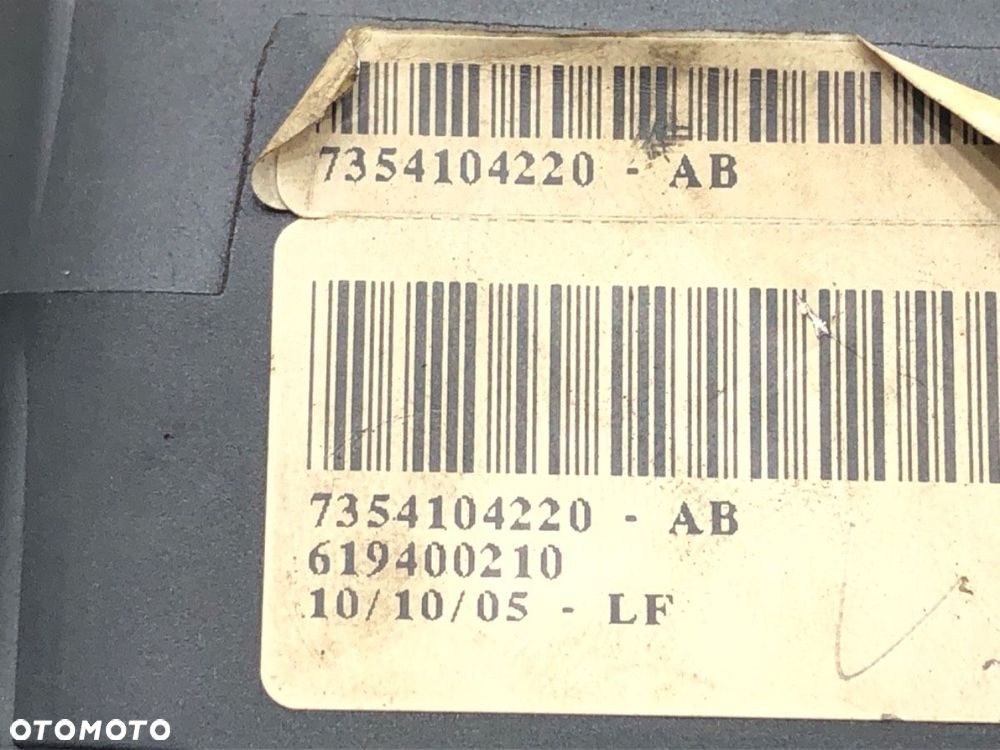 7354104220 - AB
7354104220 - AB
619400210
10/10/05 - LF
OTOMOTO